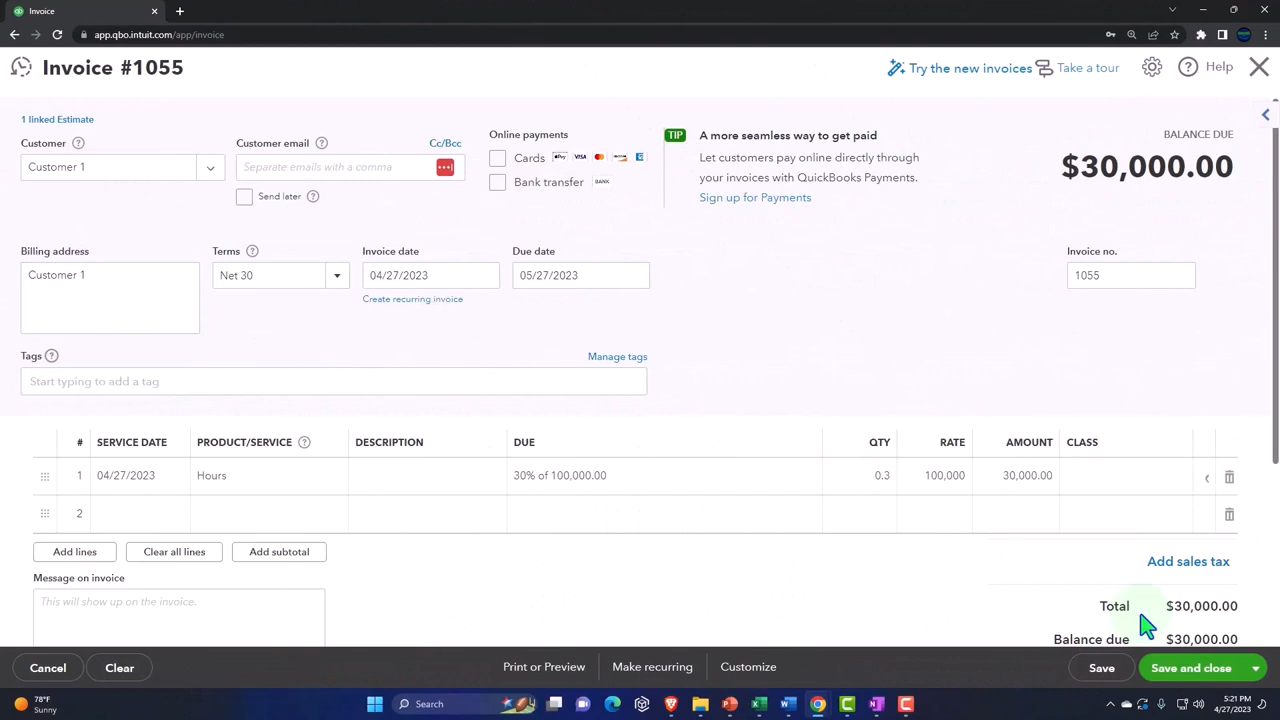 Invoice
app.qbo.intuit.com/app/invoice
Invoice #1055
Try the new invoices
Take a tour
Help
1 linked Estimate
Customer
Customer email
Cc/Bcc
Online payments
TIP
A more seamless way to get paid
BALANCE DUE
Customer 1
Separate emails with a comma
Cards
VISA
Let customers pay online directly through
$30,000.00
Bank transfer
BANK
your invoices with QuickBooks Payments.
Send later
Sign up for Payments
Billing address
Terms
Invoice date
Due date
Invoice no.
Customer 1
Net 30
04/27/2023
05/27/2023
1055
Create recurring invoice
Tags
Manage tags
Start typing to add a tag
# SERVICE DATE PRODUCT/SERVICE DESCRIPTION DUE QTY RATE AMOUNT CLASS
1 04/27/2023 Hours 30% of 100,000.00 0.3 100,000 30,000.00
2
Add lines
Clear all lines
Add subtotal
Add sales tax
Message on invoice
This will show up on the invoice.
Total $30,000.00
Balance due $30,000.00
Cancel
Clear
Print or Preview
Make recurring
Customize
Save
Save and close
78°F
Sunny
Search
5:21 PM
4/27/2023